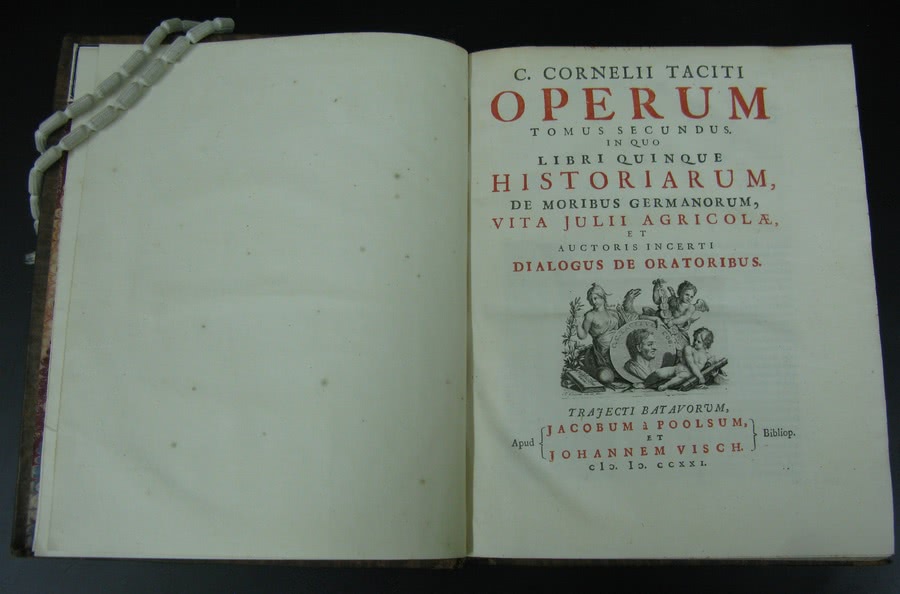 C. CORNELII TACITI
OPERUM
TOMUS SECUNDUS.
IN QUO
LIBRI QUINQUE
HISTORIARUM,
DE MORIBUS GERMANORUM,
VITA JULII AGRICOLÆ,
ET
AUCTORIS INCERTI
DIALOGUS DE ORATORIBUS.
TRAJECTI BATAVORUM,
Apud { JACOBUM à POOLSUM,
ET
JOHANNEM VISCH. } Bibliop.
cIↄ. Iↄ. CCXXI.